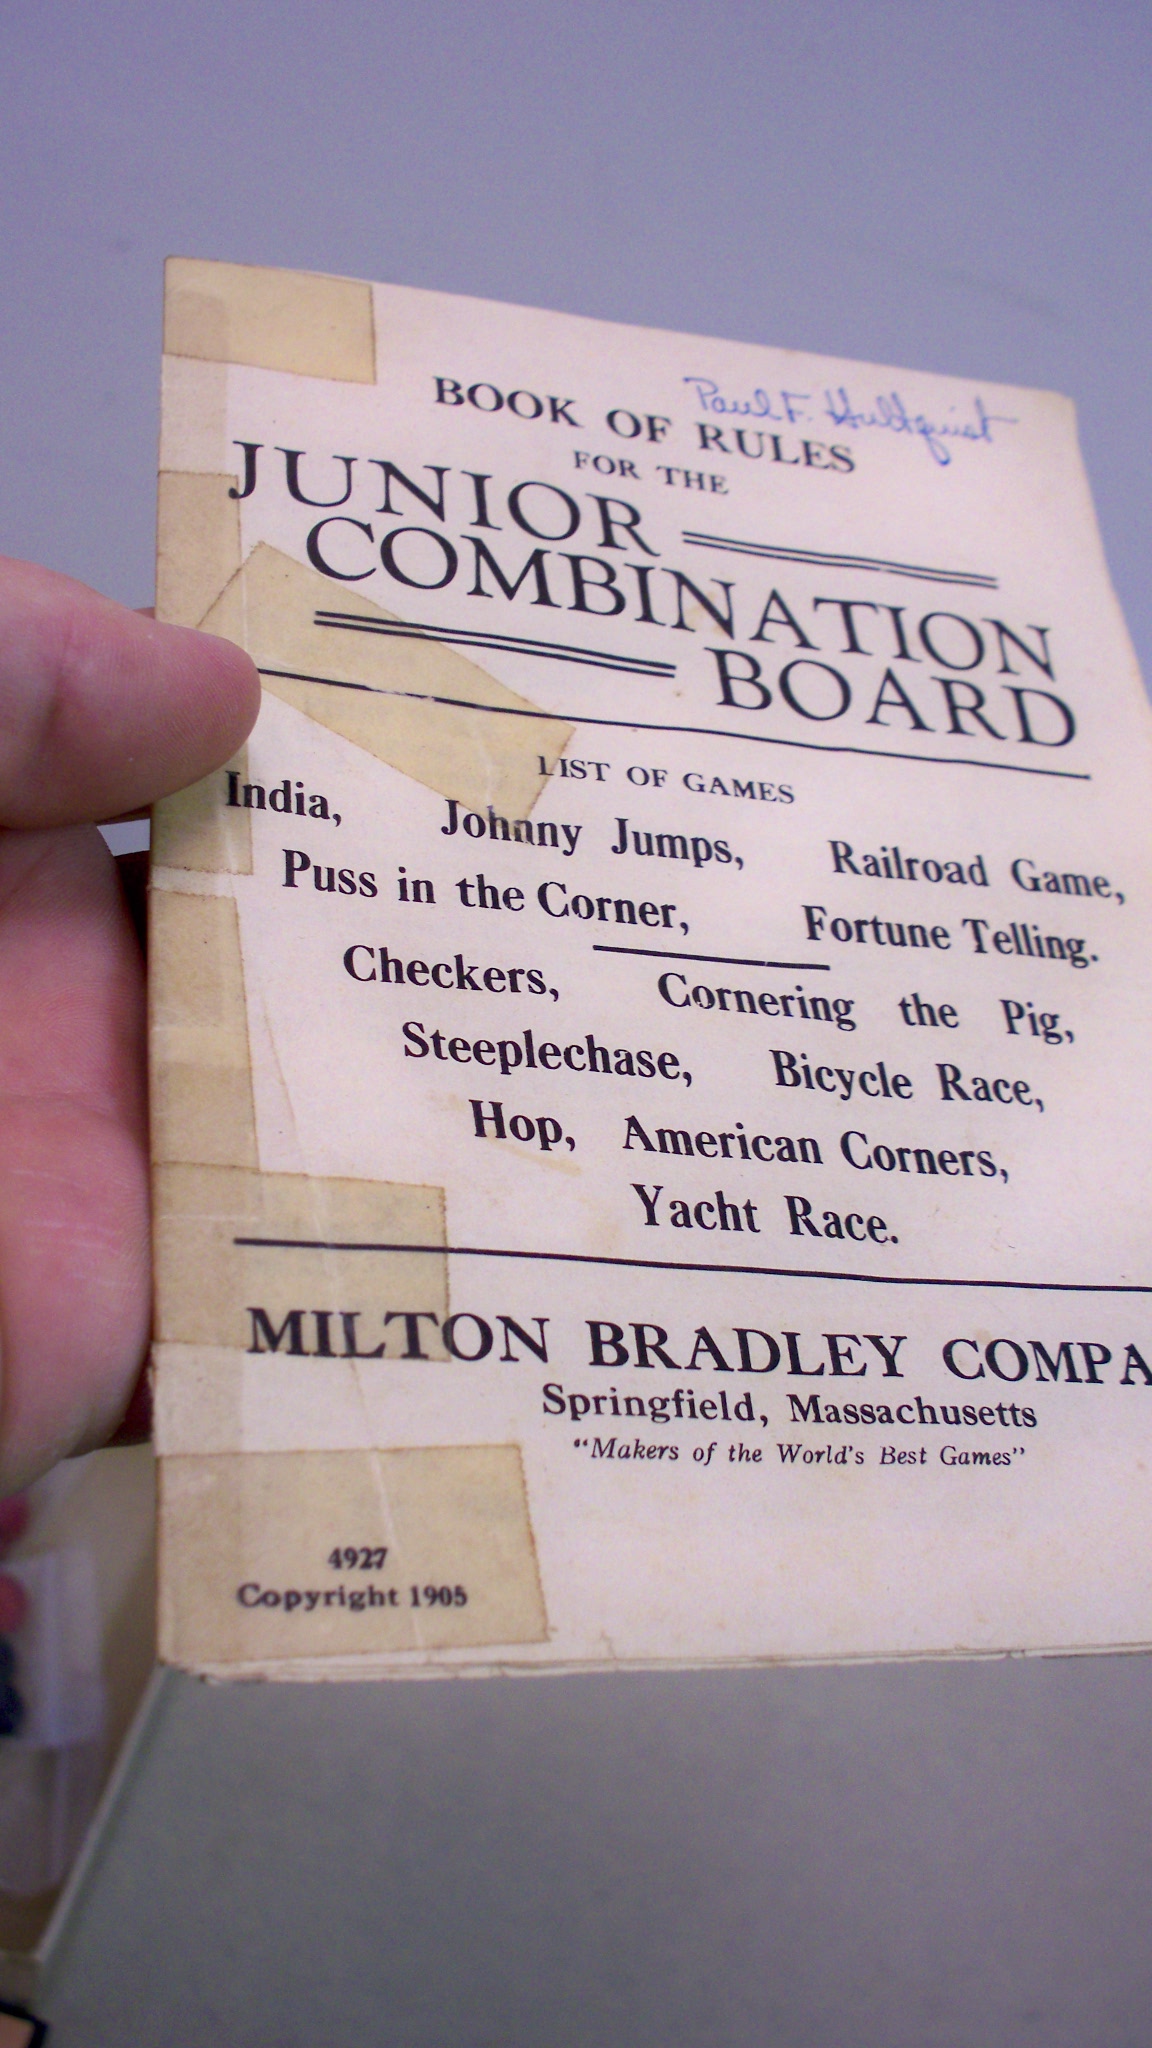 Paul F. Hultquist
BOOK OF RULES
FOR THE
JUNIOR
COMBINATION
BOARD
LIST OF GAMES
India, Johnny Jumps, Railroad Game,
Puss in the Corner, Fortune Telling.
Checkers, Cornering the Pig,
Steeplechase, Bicycle Race,
Hop, American Corners,
Yacht Race.
MILTON BRADLEY COMPA
Springfield, Massachusetts
"Makers of the World's Best Games"
4927
Copyright 1905